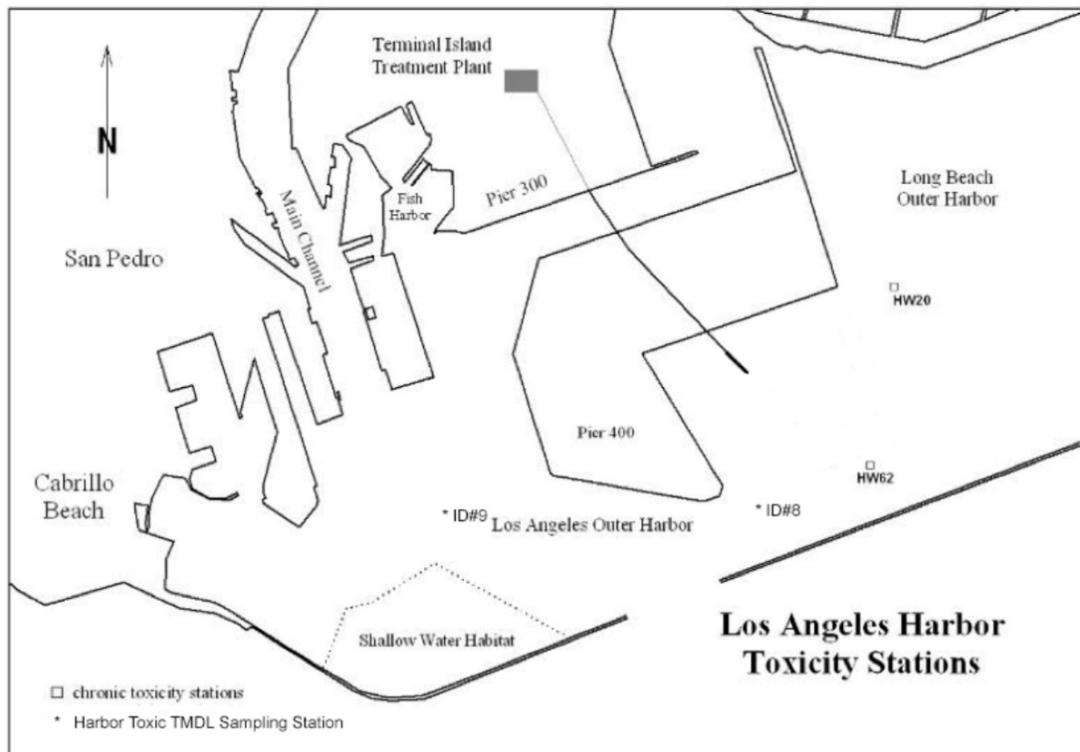 Terminal Island
Treatment Plant
N
Long Beach
Outer Harbor
Pier 300
Fish
Harbor
Main Channel
San Pedro
HW20
Pier 400
Cabrillo
Beach
HW62
* ID#9
Los Angeles Outer Harbor
* ID#8
Shallow Water Habitat
Los Angeles Harbor
Toxicity Stations
chronic toxicity stations
* Harbor Toxic TMDL Sampling Station